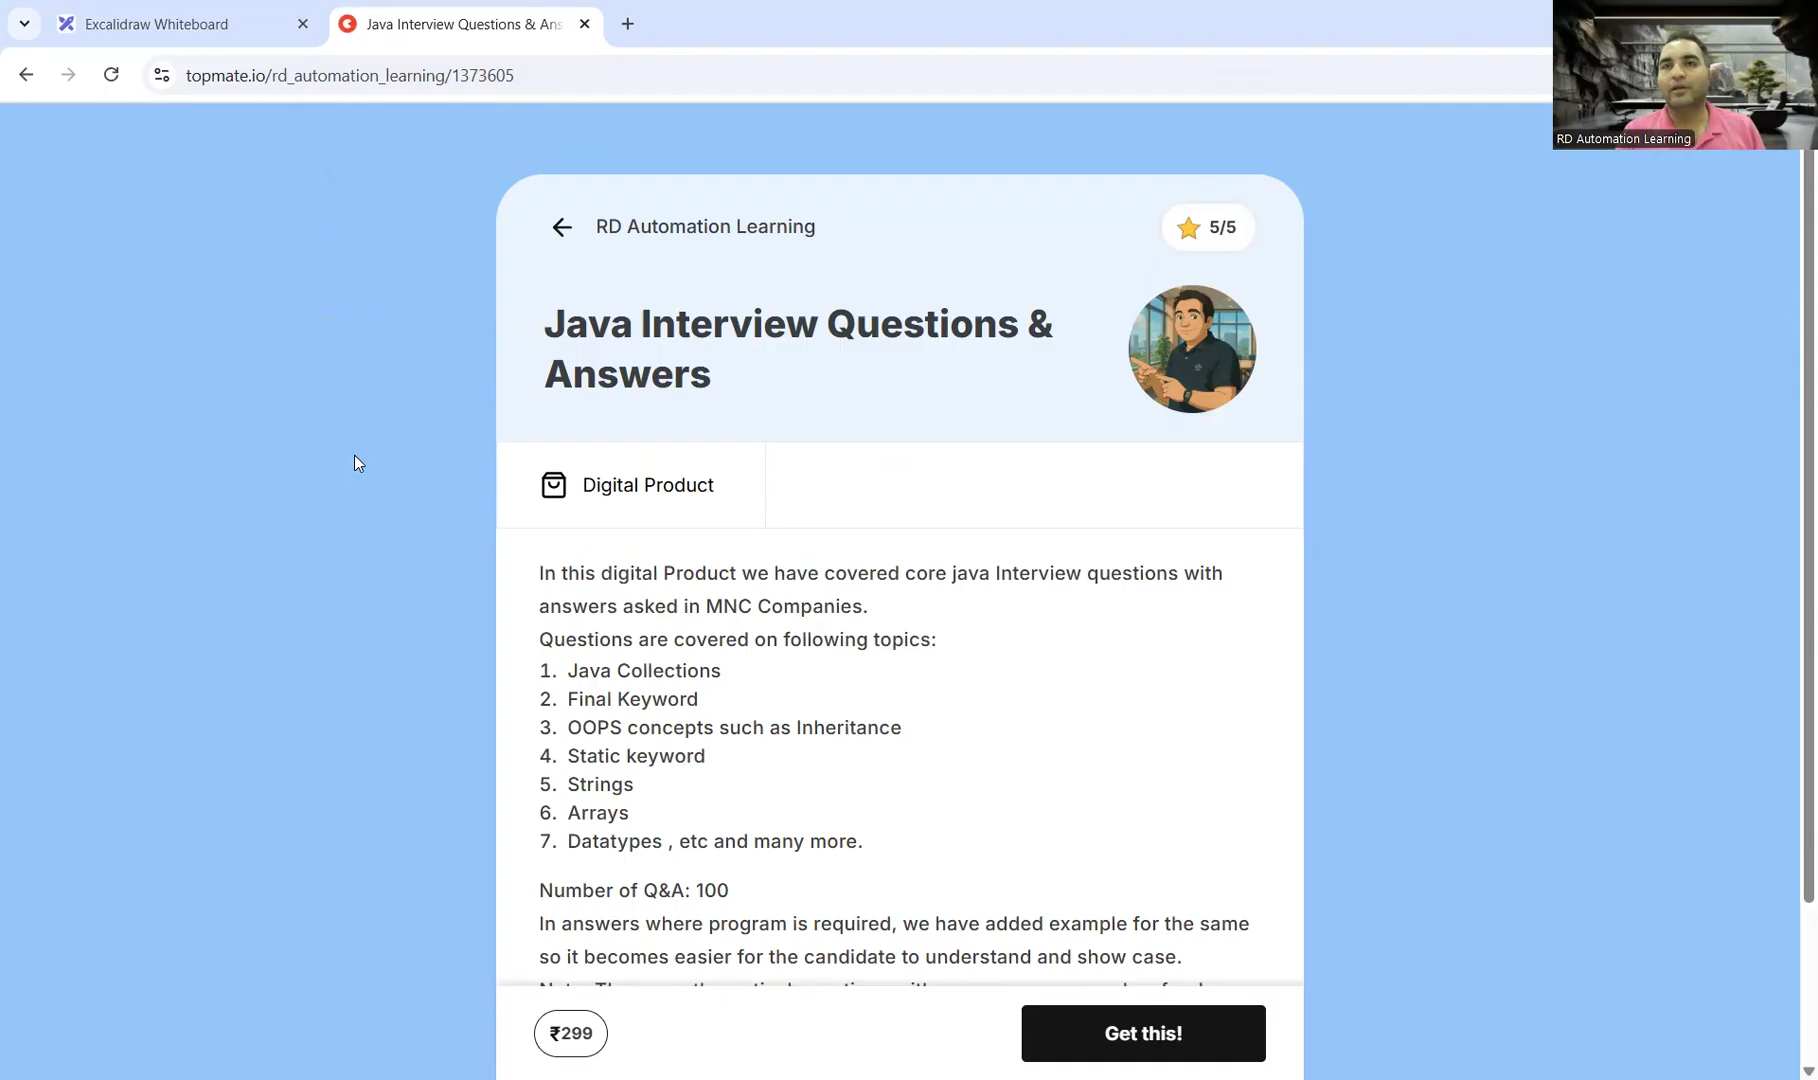 Excalidraw Whiteboard
Java Interview Questions & Ans
topmate.io/rd_automation_learning/1373605
RD Automation Learning
RD Automation Learning
5/5
Java Interview Questions &
Answers
Digital Product
In this digital Product we have covered core java Interview questions with
answers asked in MNC Companies.
Questions are covered on following topics:
1. Java Collections
2. Final Keyword
3. OOPS concepts such as Inheritance
4. Static keyword
5. Strings
6. Arrays
7. Datatypes , etc and many more.
Number of Q&A: 100
In answers where program is required, we have added example for the same
so it becomes easier for the candidate to understand and show case.
₹299
Get this!